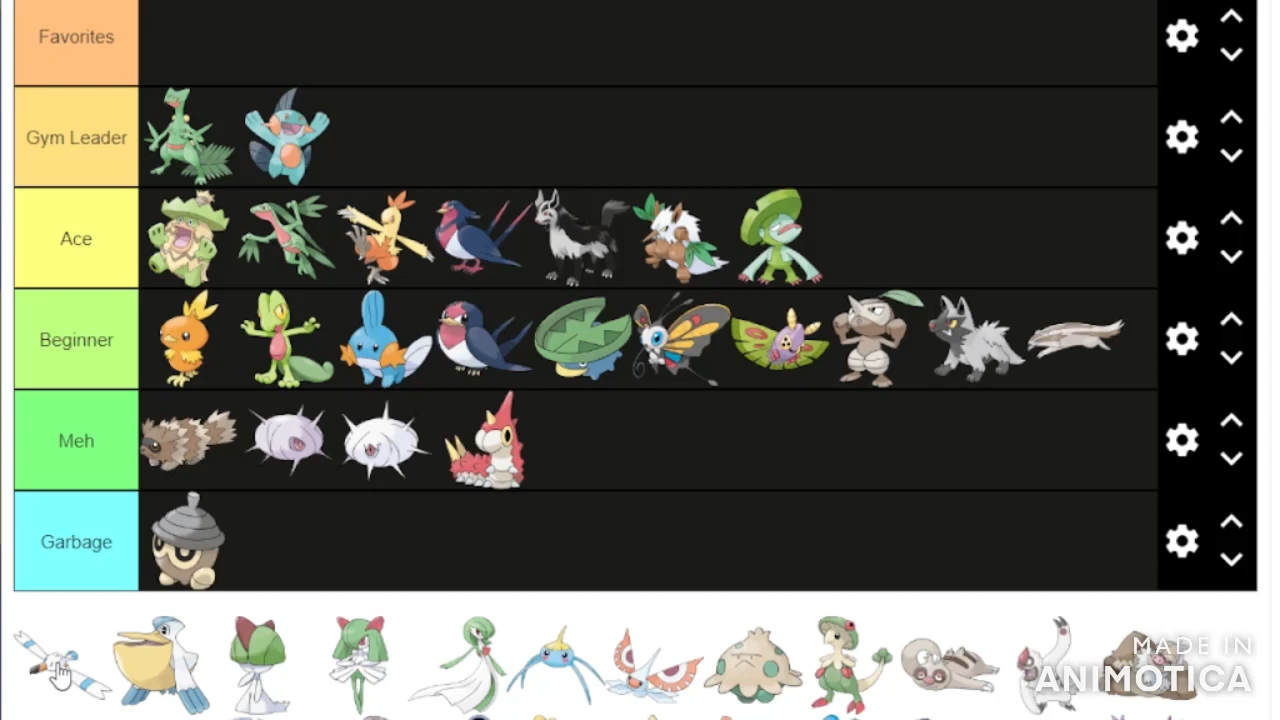 Favorites
Gym Leader
Ace
Beginner
Meh
Garbage
MADE IN
ANIMOTICA